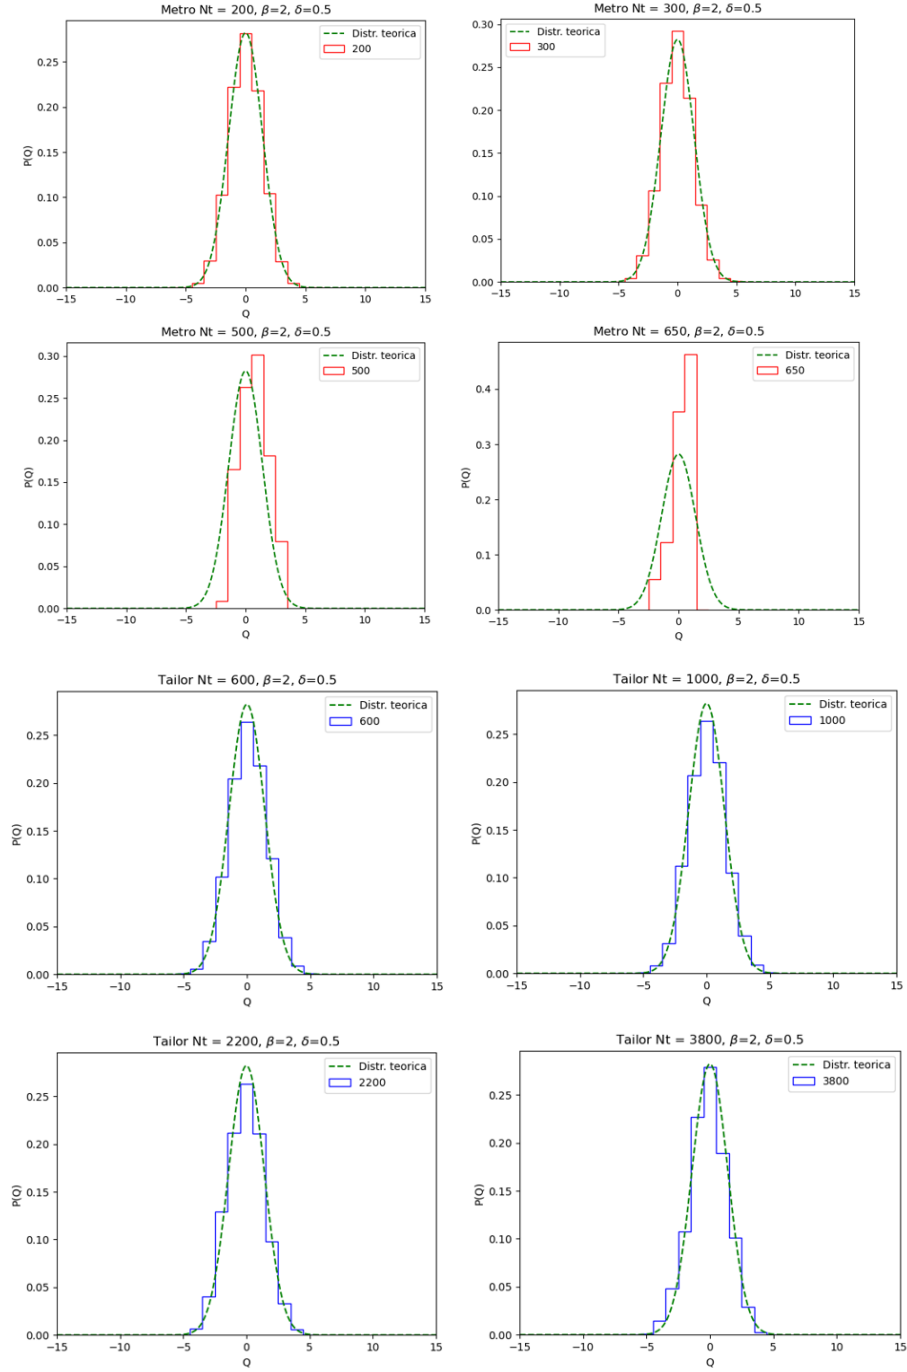 Metro Nt = 200, β=2, δ=0.5
Distr. teorica
200
P(Q)
0.25
0.20
0.15
0.10
0.05
0.00
−15 −10 −5 0 5 10 15
Q
Metro Nt = 300, β=2, δ=0.5
Distr. teorica
300
P(Q)
0.30
0.25
0.20
0.15
0.10
0.05
0.00
−15 −10 −5 0 5 10 15
Q
Metro Nt = 500, β=2, δ=0.5
Distr. teorica
500
P(Q)
0.30
0.25
0.20
0.15
0.10
0.05
0.00
−15 −10 −5 0 5 10 15
Q
Metro Nt = 650, β=2, δ=0.5
Distr. teorica
650
P(Q)
0.4
0.3
0.2
0.1
0.0
−15 −10 −5 0 5 10 15
Q
Tailor Nt = 600, β=2, δ=0.5
Distr. teorica
600
P(Q)
0.25
0.20
0.15
0.10
0.05
0.00
−15 −10 −5 0 5 10 15
Q
Tailor Nt = 1000, β=2, δ=0.5
Distr. teorica
1000
P(Q)
0.25
0.20
0.15
0.10
0.05
0.00
−15 −10 −5 0 5 10 15
Q
Tailor Nt = 2200, β=2, δ=0.5
Distr. teorica
2200
P(Q)
0.25
0.20
0.15
0.10
0.05
0.00
−15 −10 −5 0 5 10 15
Q
Tailor Nt = 3800, β=2, δ=0.5
Distr. teorica
3800
P(Q)
0.25
0.20
0.15
0.10
0.05
0.00
−15 −10 −5 0 5 10 15
Q